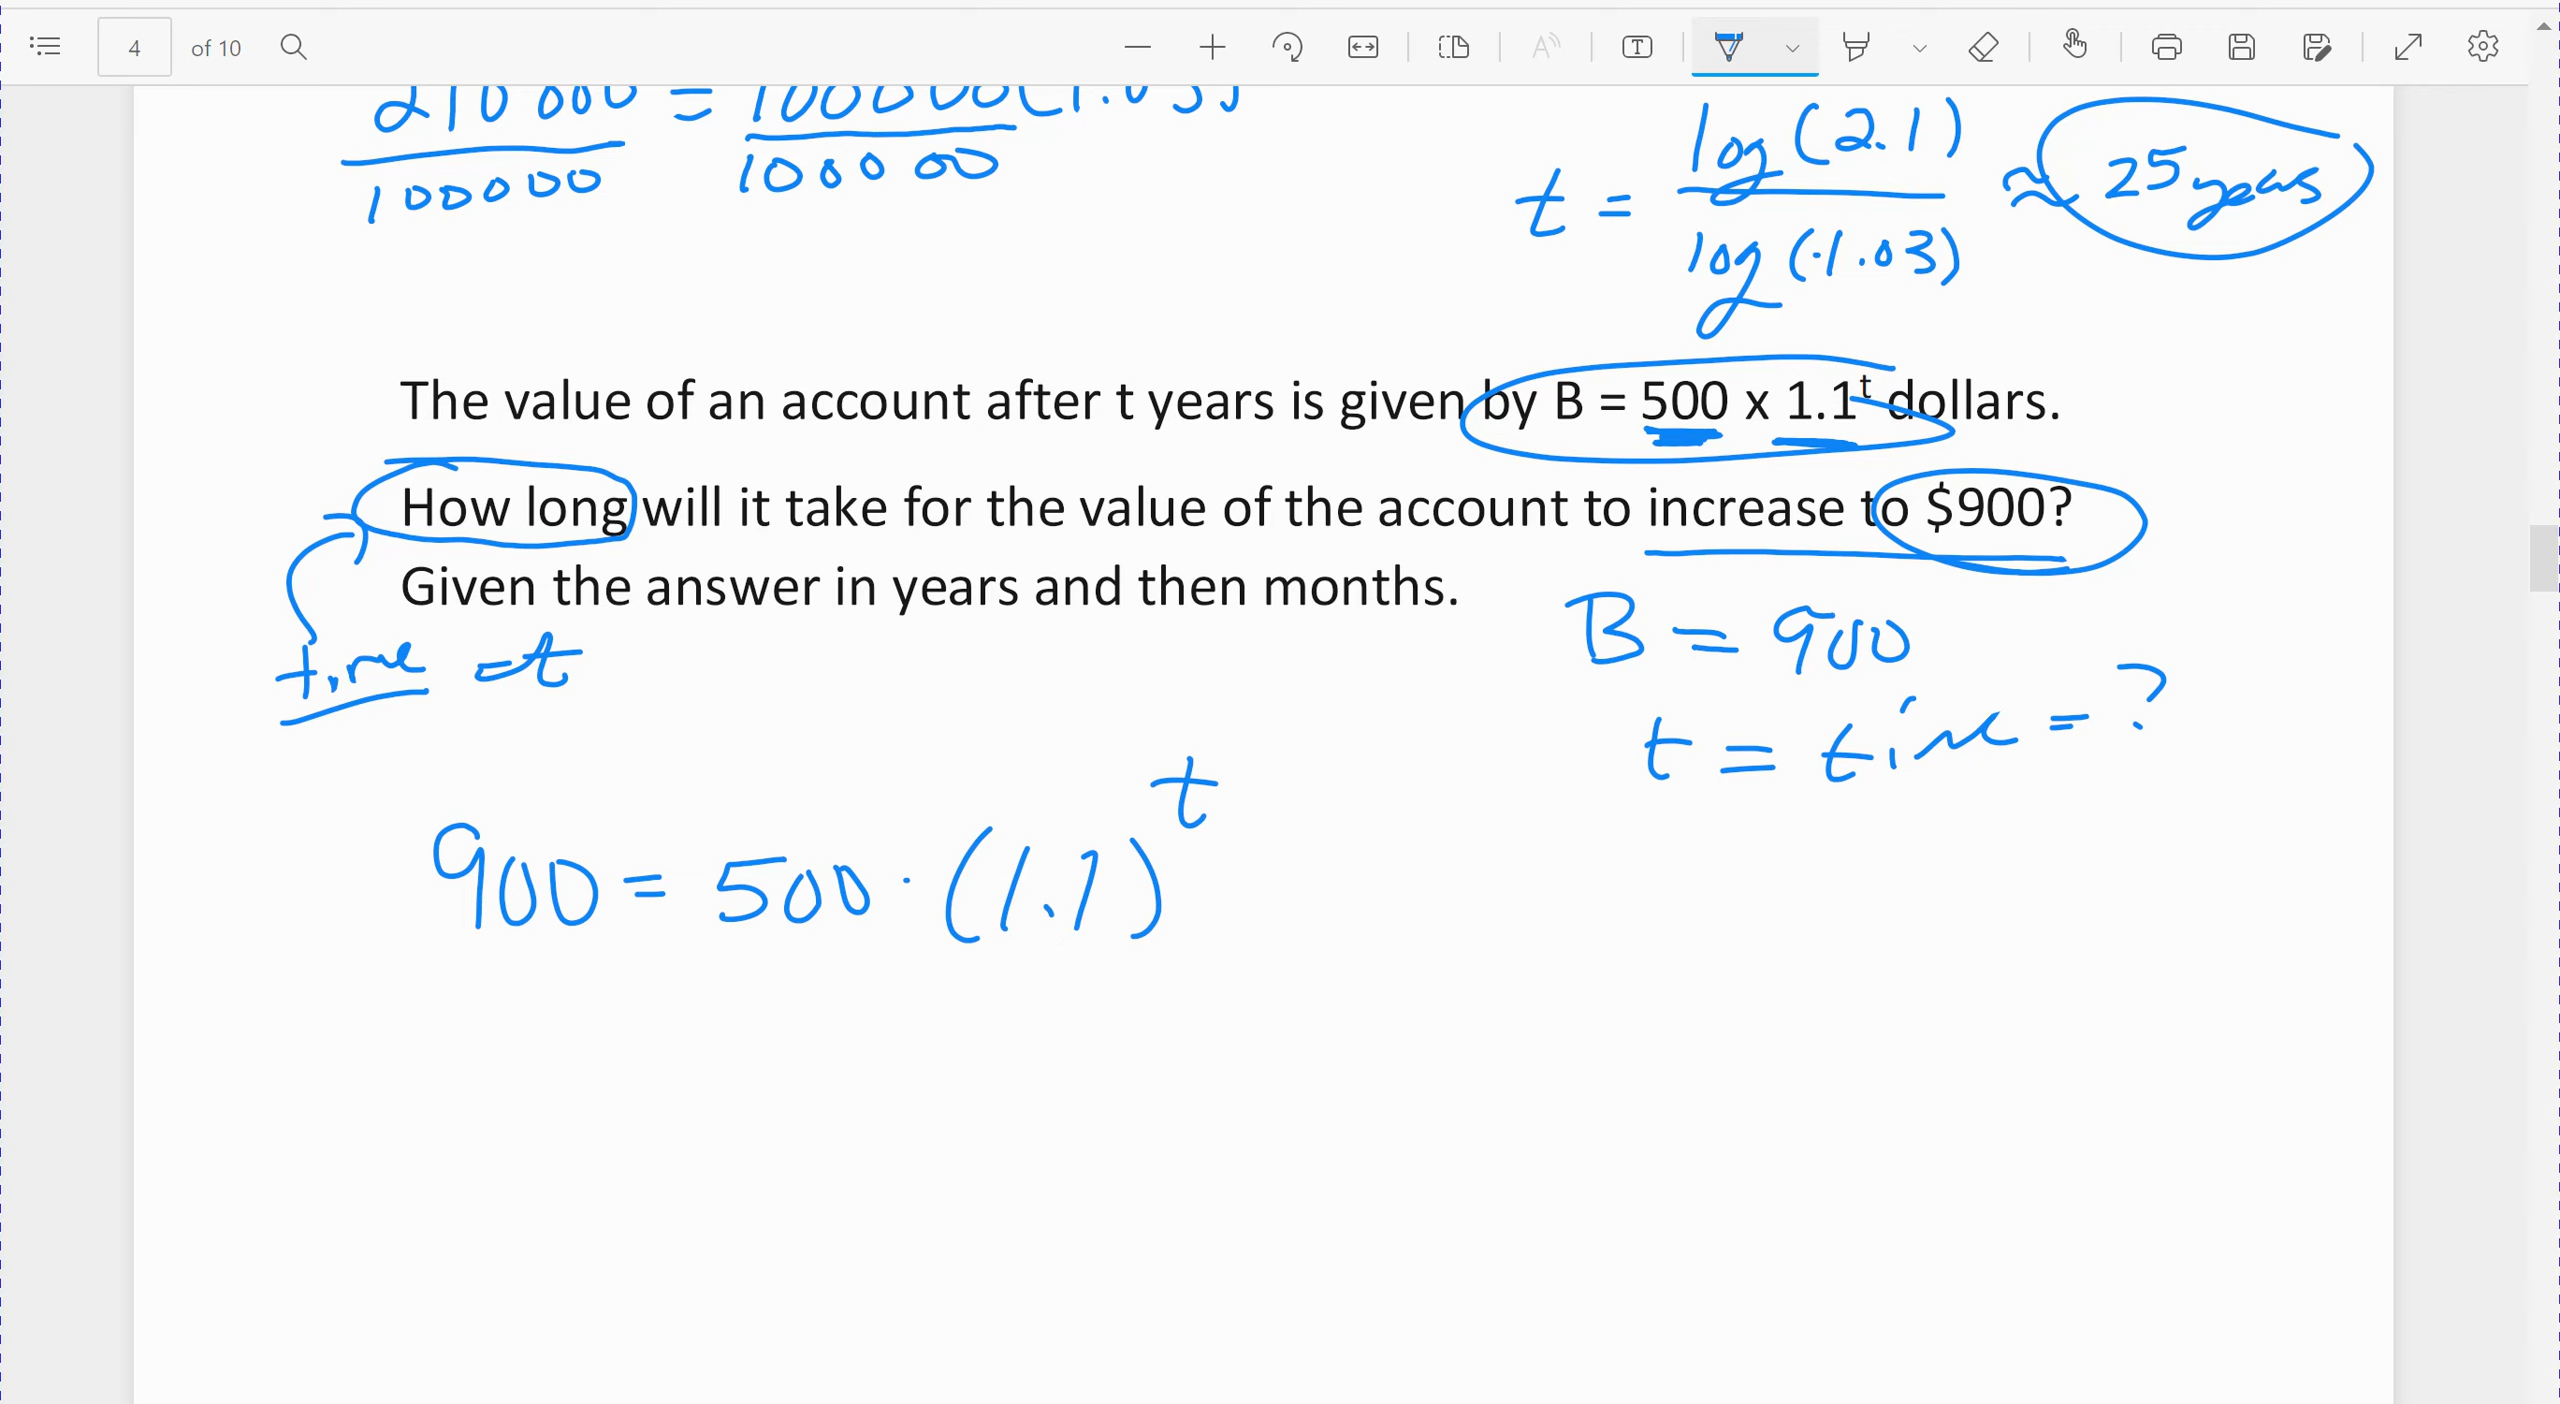 4 of 10
210 000 = 100000(1.03)
100000 100000
t = log(2.1) / log(1.03) ≈ 25 years
The value of an account after t years is given by B = 500 x 1.1^t dollars.
How long will it take for the value of the account to increase to $900?
Given the answer in years and then months.
time = t
B = 900
t = time = ?
900 = 500 · (1.1)^t